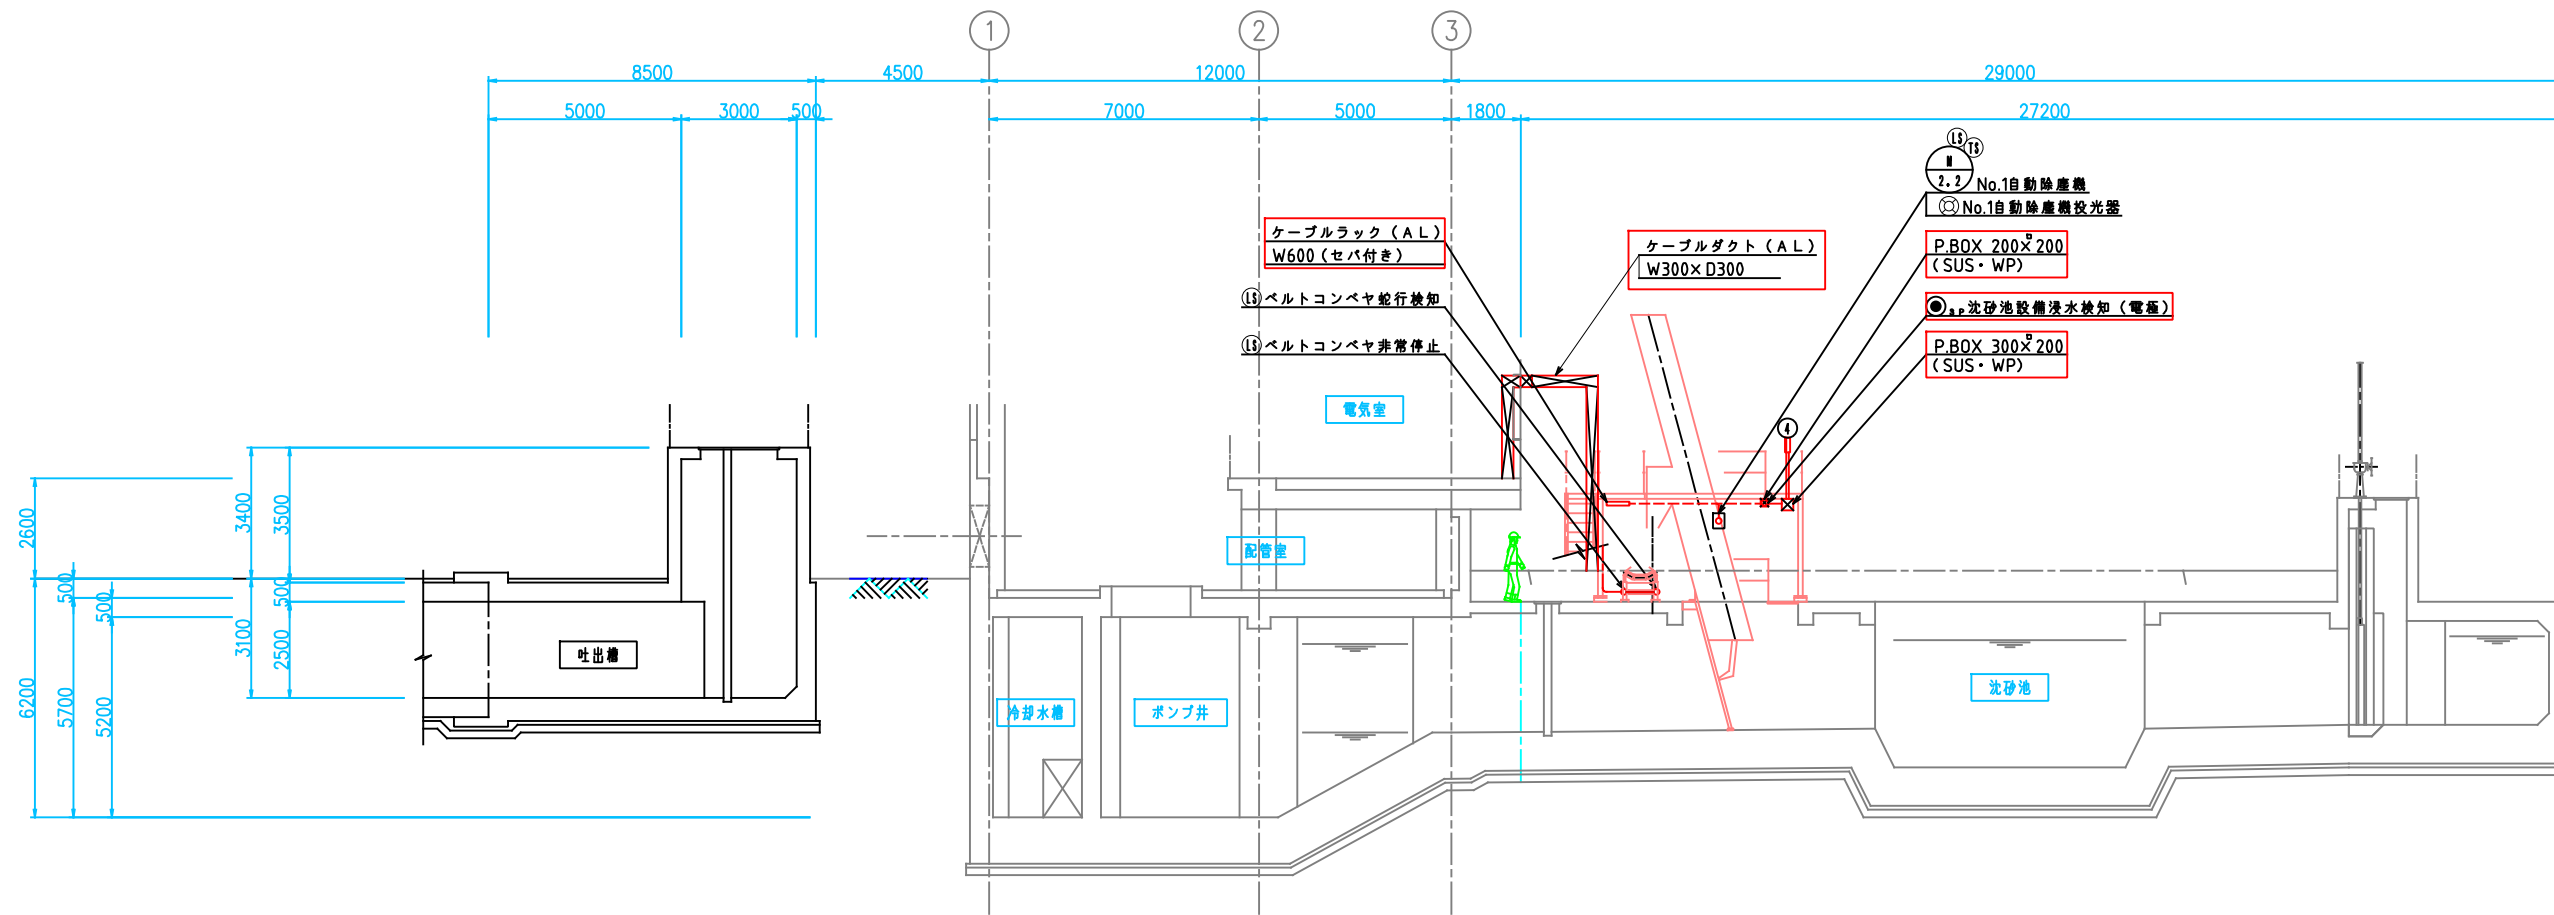 1
2
3
8500
4500
12000
29000
5000
3000
500
7000
5000
1800
27200
LS
TS
M
2.2
No.1自動除塵機
No.1自動除塵機投光器
ケーブルラック(AL)
W600(セパ付き)
ケーブルダクト(AL)
W300×D300
P.BOX 200×200
(SUS・WP)
LS ベルトコンベヤ蛇行検知
3P 沈砂池設備浸水検知(電極)
LS ベルトコンベヤ非常停止
P.BOX 300×200
(SUS・WP)
電気室
4
2600
3400
3500
配管室
500
500
500
3100
2500
吐出槽
6200
5700
5200
冷却水槽
ポンプ井
沈砂池